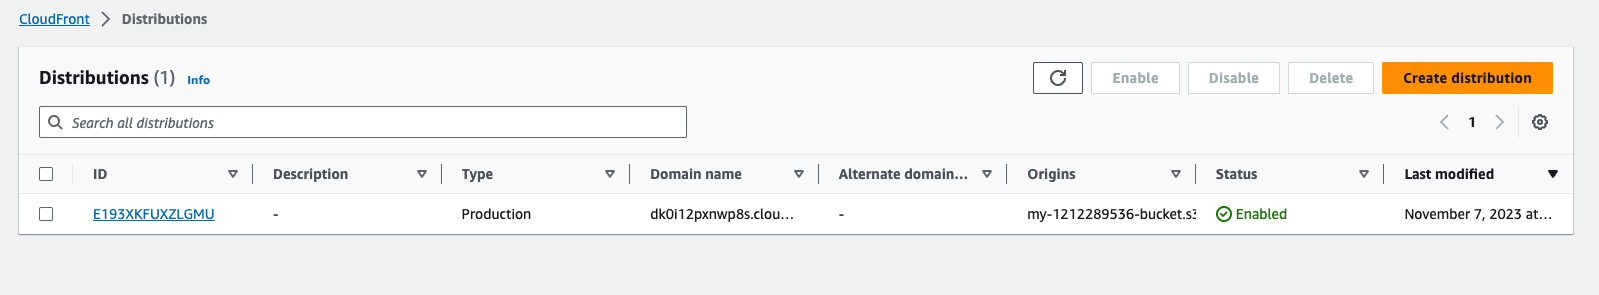 CloudFront > Distributions
Distributions (1) Info
Enable Disable Delete Create distribution
Search all distributions
1
ID Description Type Domain name Alternate domain... Origins Status Last modified
E193XKFUXZLGMU - Production dk0i12pxnwp8s.clou... - my-1212289536-bucket.s3 Enabled November 7, 2023 at...